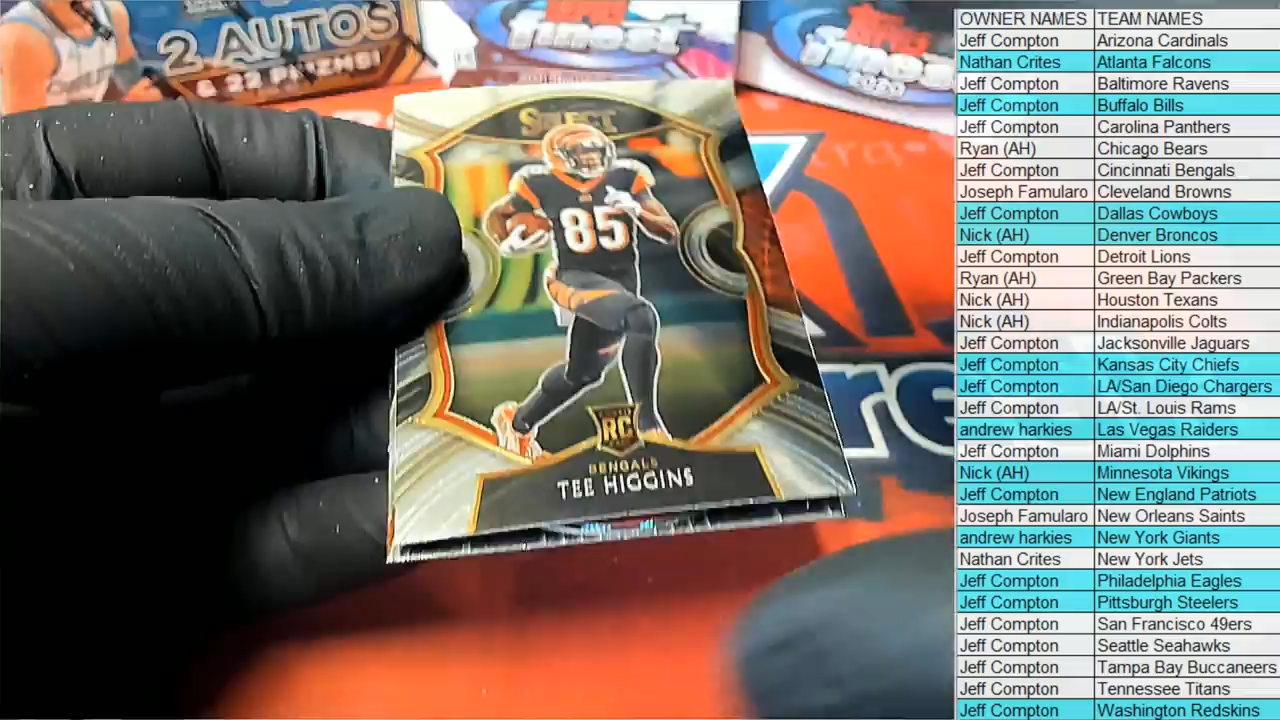 2 AUTOS
& 22 PA
finest
finest
2020
SELECT
85
RC
BENGALS
TEE HIGGINS
re
OWNER NAMES TEAM NAMES
Jeff Compton Arizona Cardinals
Nathan Crites Atlanta Falcons
Jeff Compton Baltimore Ravens
Jeff Compton Buffalo Bills
Jeff Compton Carolina Panthers
Ryan (AH) Chicago Bears
Jeff Compton Cincinnati Bengals
Joseph Famularo Cleveland Browns
Jeff Compton Dallas Cowboys
Nick (AH) Denver Broncos
Jeff Compton Detroit Lions
Ryan (AH) Green Bay Packers
Nick (AH) Houston Texans
Nick (AH) Indianapolis Colts
Jeff Compton Jacksonville Jaguars
Jeff Compton Kansas City Chiefs
Jeff Compton LA/San Diego Chargers
Jeff Compton LA/St. Louis Rams
andrew harkies Las Vegas Raiders
Jeff Compton Miami Dolphins
Nick (AH) Minnesota Vikings
Jeff Compton New England Patriots
Joseph Famularo New Orleans Saints
andrew harkies New York Giants
Nathan Crites New York Jets
Jeff Compton Philadelphia Eagles
Jeff Compton Pittsburgh Steelers
Jeff Compton San Francisco 49ers
Jeff Compton Seattle Seahawks
Jeff Compton Tampa Bay Buccaneers
Jeff Compton Tennessee Titans
Jeff Compton Washington Redskins